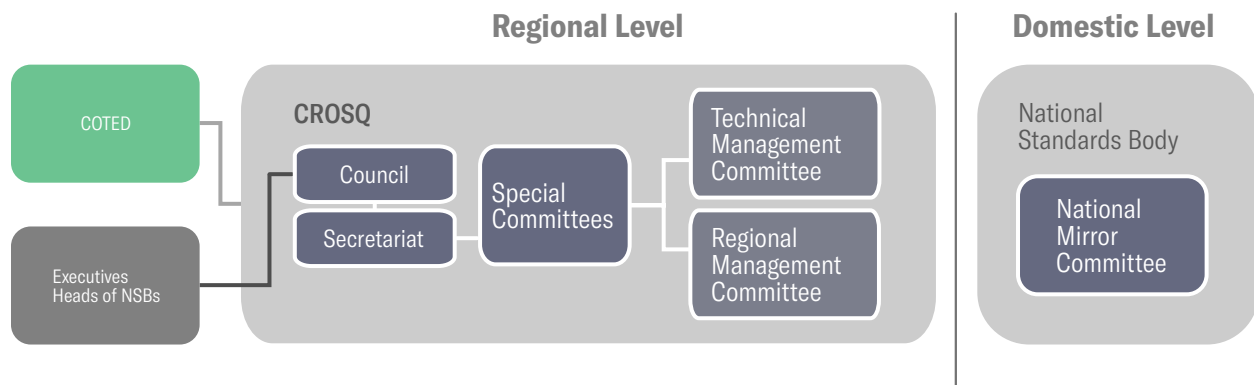 Regional Level
Domestic Level
COTED
Executives
Heads of NSBs
CROSQ
Council
Secretariat
Special
Committees
Technical
Management
Committee
Regional
Management
Committee
National
Standards Body
National
Mirror
Committee